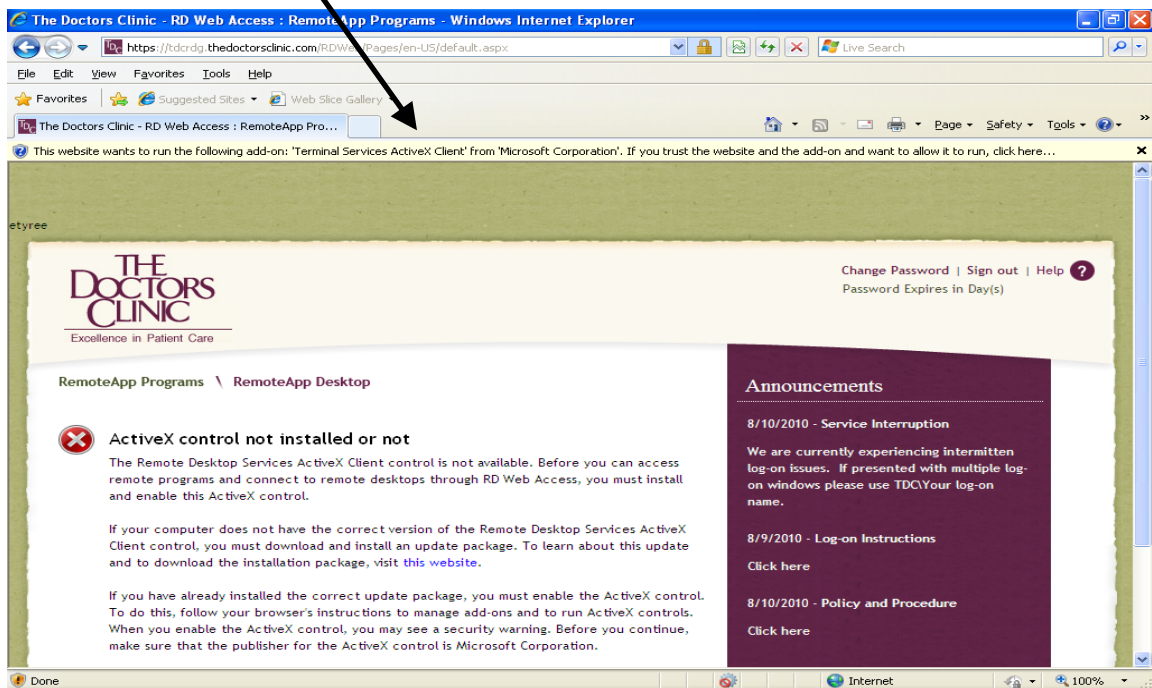 The Doctors Clinic - RD Web Access : RemoteApp Programs - Windows Internet Explorer
https://tdcrdg.thedoctorsclinic.com/RDWeb/Pages/en-US/default.aspx
Live Search
File Edit View Favorites Tools Help
Favorites Suggested Sites Web Slice Gallery
The Doctors Clinic - RD Web Access : RemoteApp Pro...
Page Safety Tools
This website wants to run the following add-on: 'Terminal Services ActiveX Client' from 'Microsoft Corporation'. If you trust the website and the add-on and want to allow it to run, click here...
etyree
THE
DOCTORS
CLINIC
Excellence in Patient Care
Change Password | Sign out | Help ?
Password Expires in Day(s)
RemoteApp Programs \ RemoteApp Desktop
ActiveX control not installed or not
The Remote Desktop Services ActiveX Client control is not available. Before you can access
remote programs and connect to remote desktops through RD Web Access, you must install
and enable this ActiveX control.
If your computer does not have the correct version of the Remote Desktop Services ActiveX
Client control, you must download and install an update package. To learn about this update
and to download the installation package, visit this website.
If you have already installed the correct update package, you must enable the ActiveX control.
To do this, follow your browser's instructions to manage add-ons and to run ActiveX controls.
When you enable the ActiveX control, you may see a security warning. Before you continue,
make sure that the publisher for the ActiveX control is Microsoft Corporation.
Announcements
8/10/2010 - Service Interruption
We are currently experiencing intermitten
log-on issues. If presented with multiple log-
on windows please use TDC\Your log-on
name.
8/9/2010 - Log-on Instructions
Click here
8/10/2010 - Policy and Procedure
Click here
Done
Internet
100%